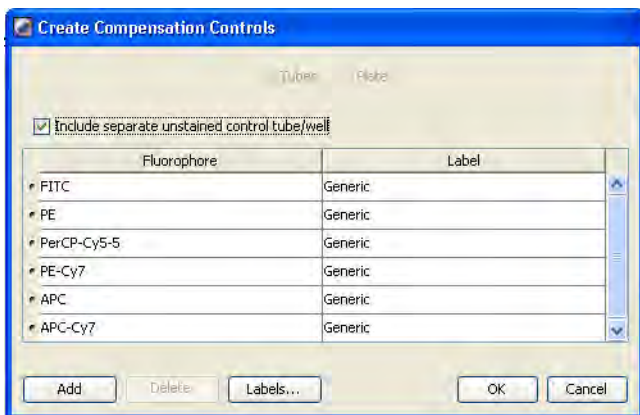 Create Compensation Controls
Tubes Plate
Include separate unstained control tube/well
Fluorophore Label
FITC Generic
PE Generic
PerCP-Cy5-5 Generic
PE-Cy7 Generic
APC Generic
APC-Cy7 Generic
Add Delete Labels... OK Cancel